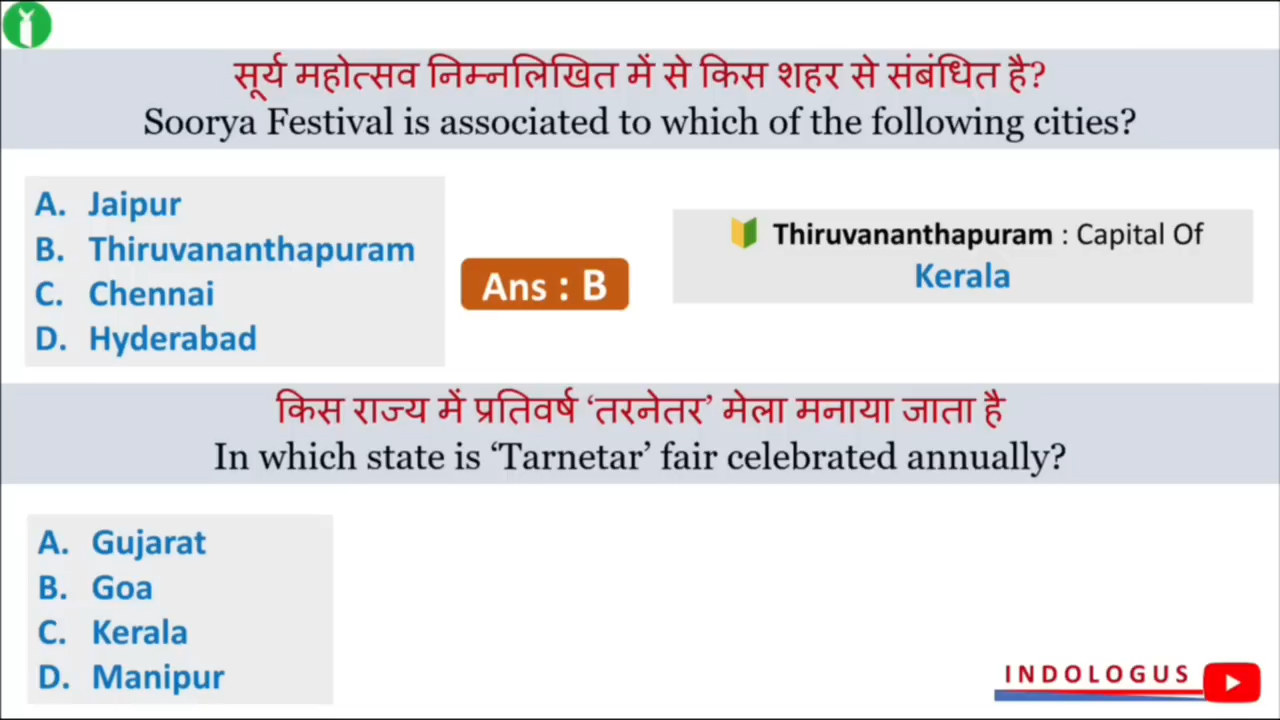 सूर्य महोत्सव निम्नलिखित में से किस शहर से संबंधित है?
Soorya Festival is associated to which of the following cities?
A. Jaipur
B. Thiruvananthapuram
C. Chennai
D. Hyderabad
Ans : B
Thiruvananthapuram : Capital Of
Kerala
किस राज्य में प्रतिवर्ष ‘तरनेतर’ मेला मनाया जाता है
In which state is ‘Tarnetar’ fair celebrated annually?
A. Gujarat
B. Goa
C. Kerala
D. Manipur
INDOLOGUS